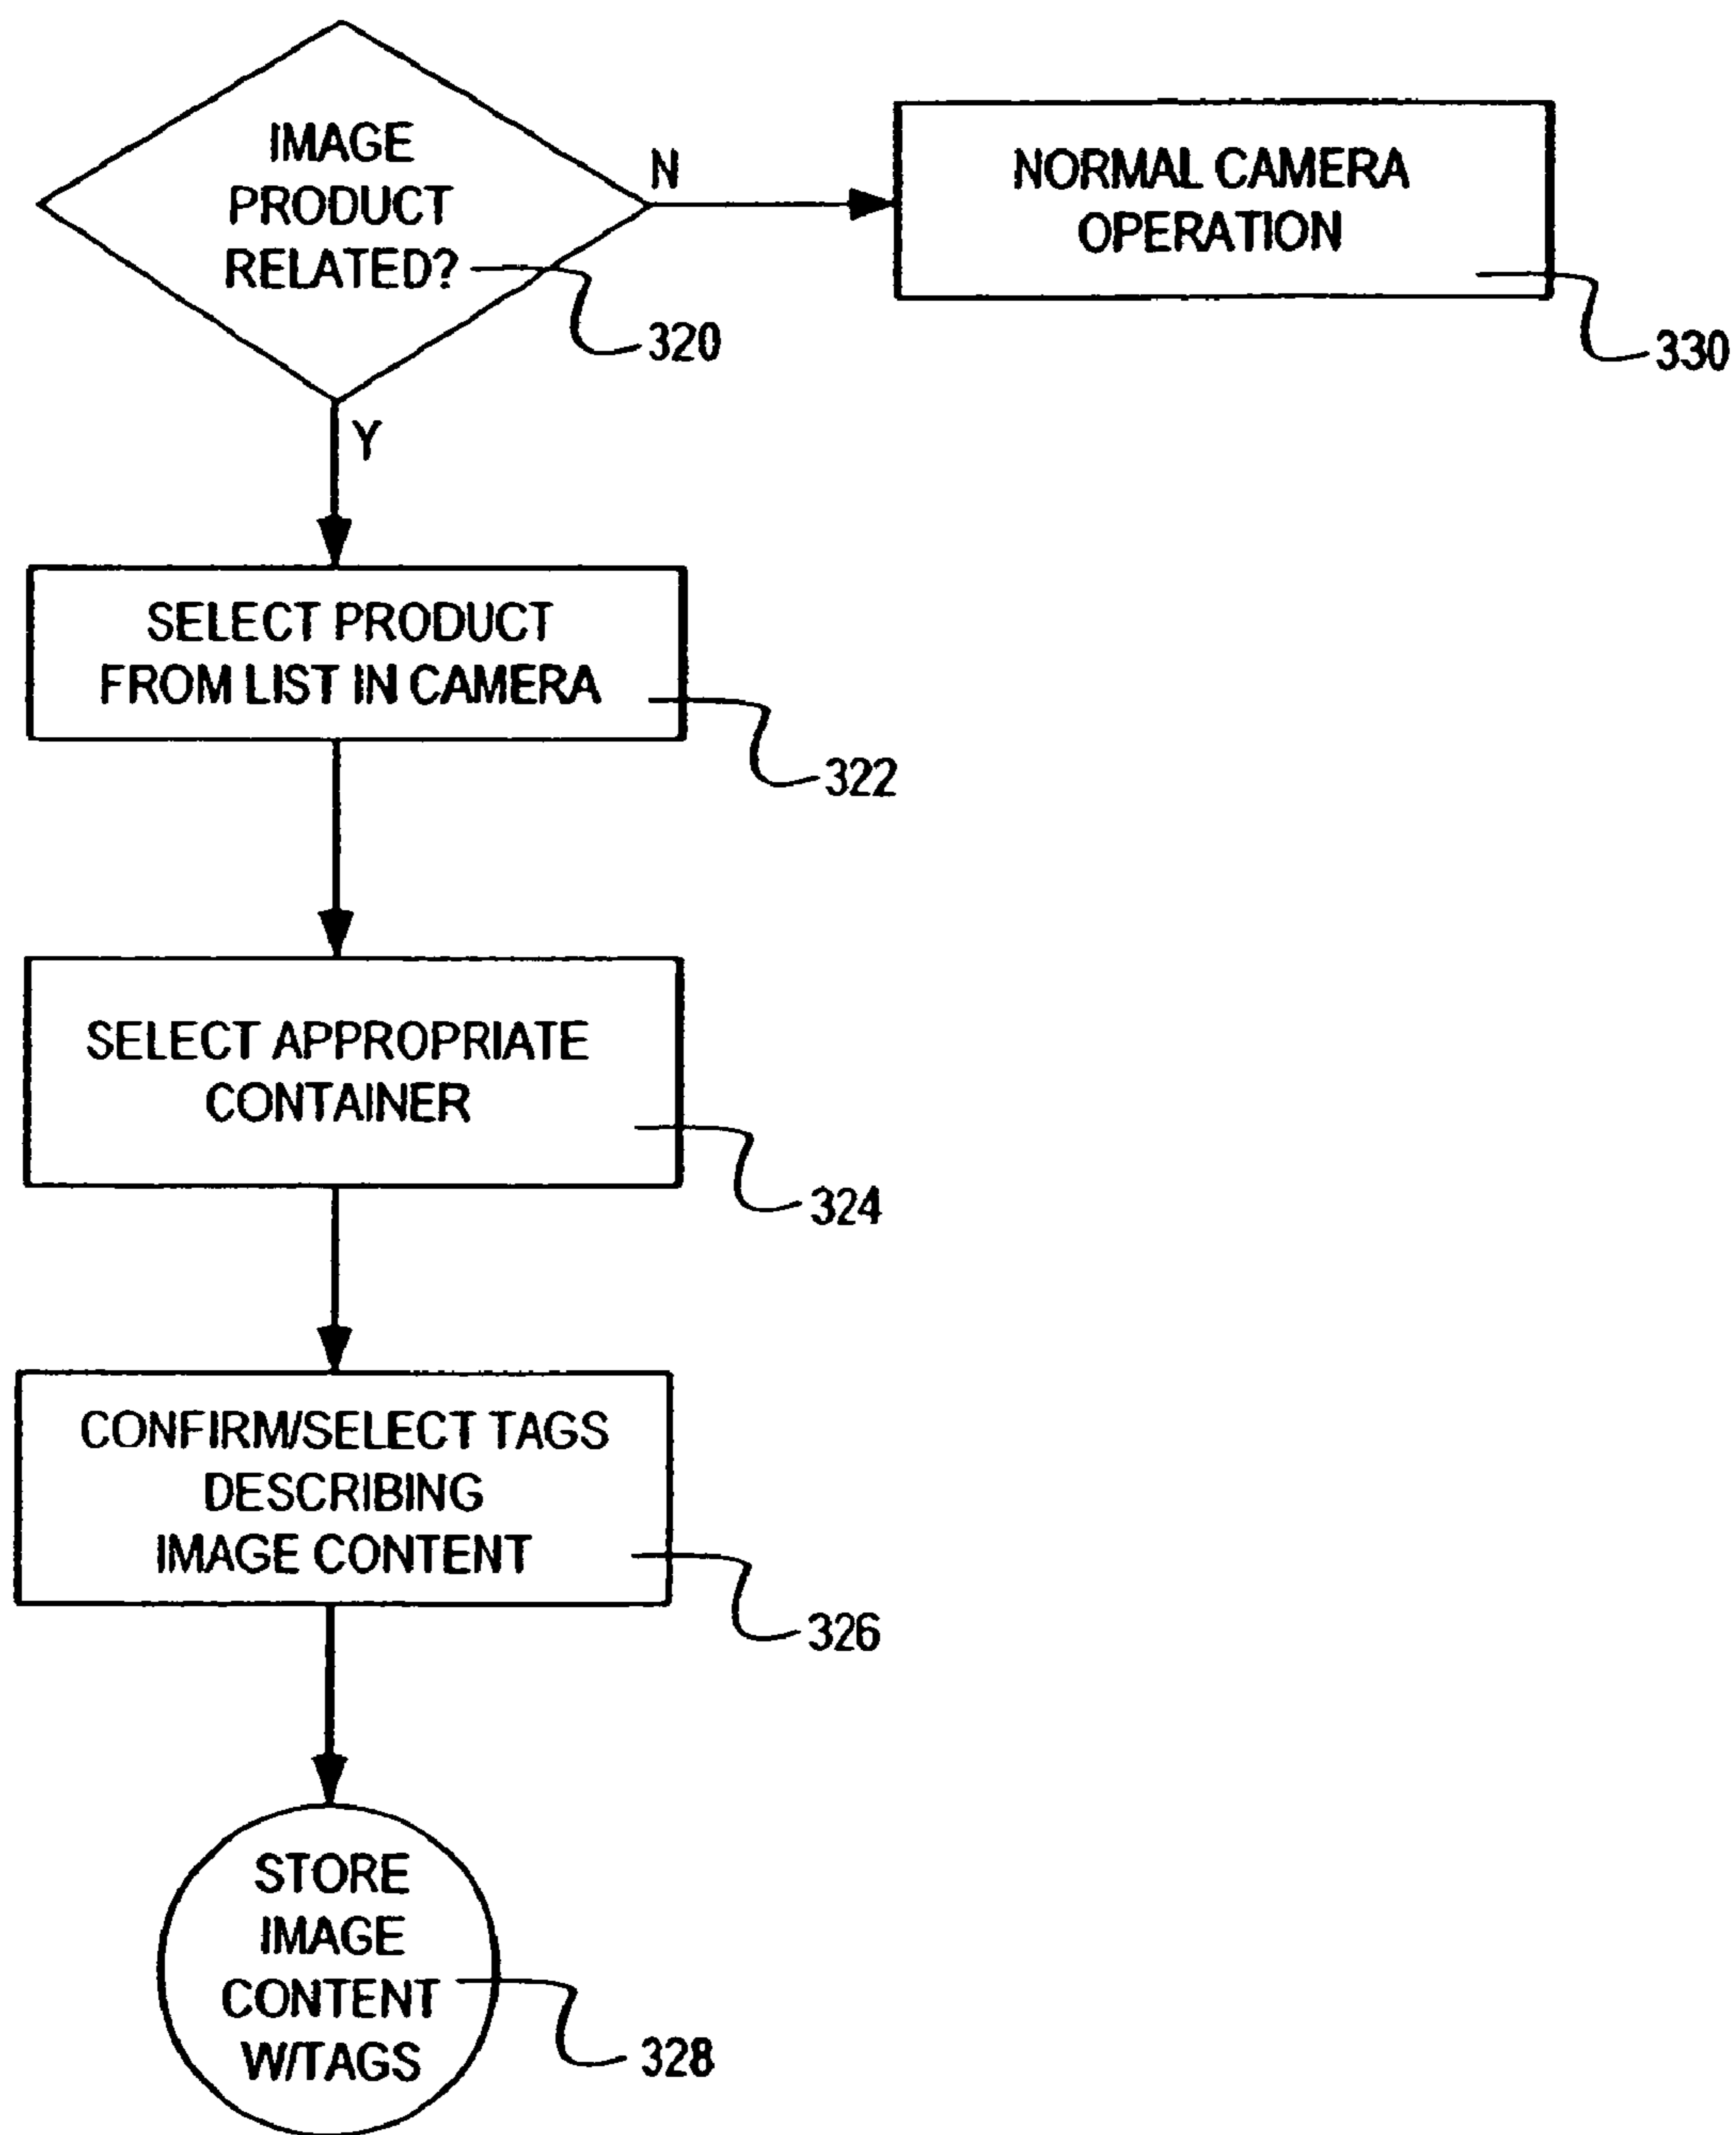 IMAGE
PRODUCT
RELATED?
320
N
NORMAL CAMERA
OPERATION
330
Y
SELECT PRODUCT
FROM LIST IN CAMERA
322
SELECT APPROPRIATE
CONTAINER
324
CONFIRM/SELECT TAGS
DESCRIBING
IMAGE CONTENT
326
STORE
IMAGE
CONTENT
W/TAGS
328